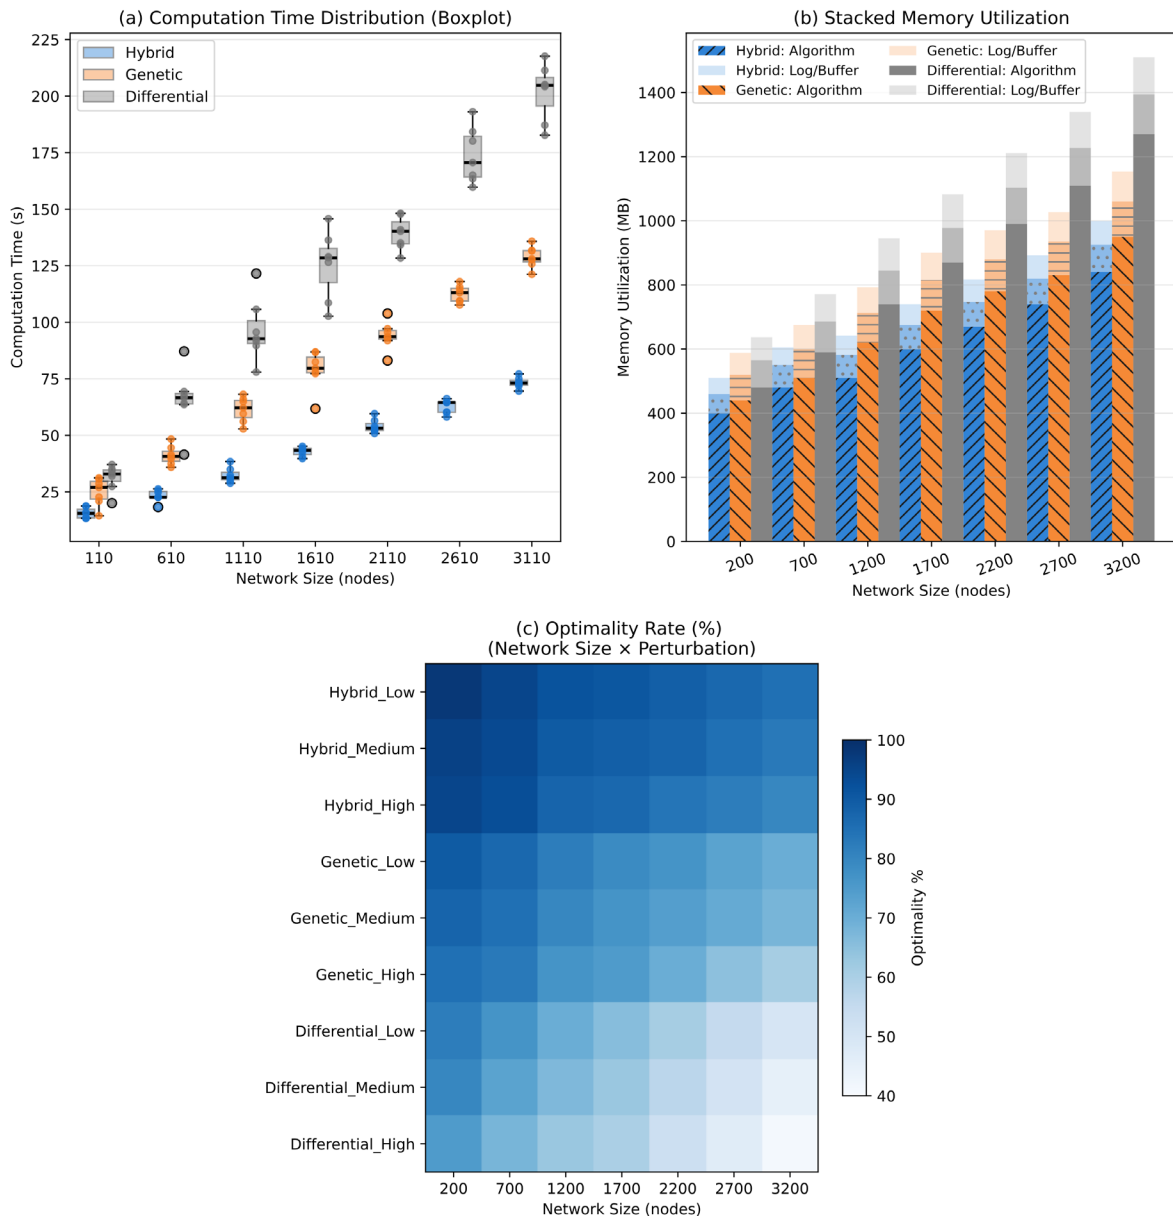 (a) Computation Time Distribution (Boxplot)
Hybrid
Genetic
Differential
Computation Time (s)
225
200
175
150
125
100
75
50
25
110
610
1110
1610
2110
2610
3110
Network Size (nodes)
(b) Stacked Memory Utilization
Hybrid: Algorithm
Hybrid: Log/Buffer
Genetic: Algorithm
Genetic: Log/Buffer
Differential: Algorithm
Differential: Log/Buffer
Memory Utilization (MB)
1400
1200
1000
800
600
400
200
0
200
700
1200
1700
2200
2700
3200
Network Size (nodes)
(c) Optimality Rate (%)
(Network Size × Perturbation)
Hybrid_Low
Hybrid_Medium
Hybrid_High
Genetic_Low
Genetic_Medium
Genetic_High
Differential_Low
Differential_Medium
Differential_High
200
700
1200
1700
2200
2700
3200
Network Size (nodes)
100
90
80
70
60
50
40
Optimality %